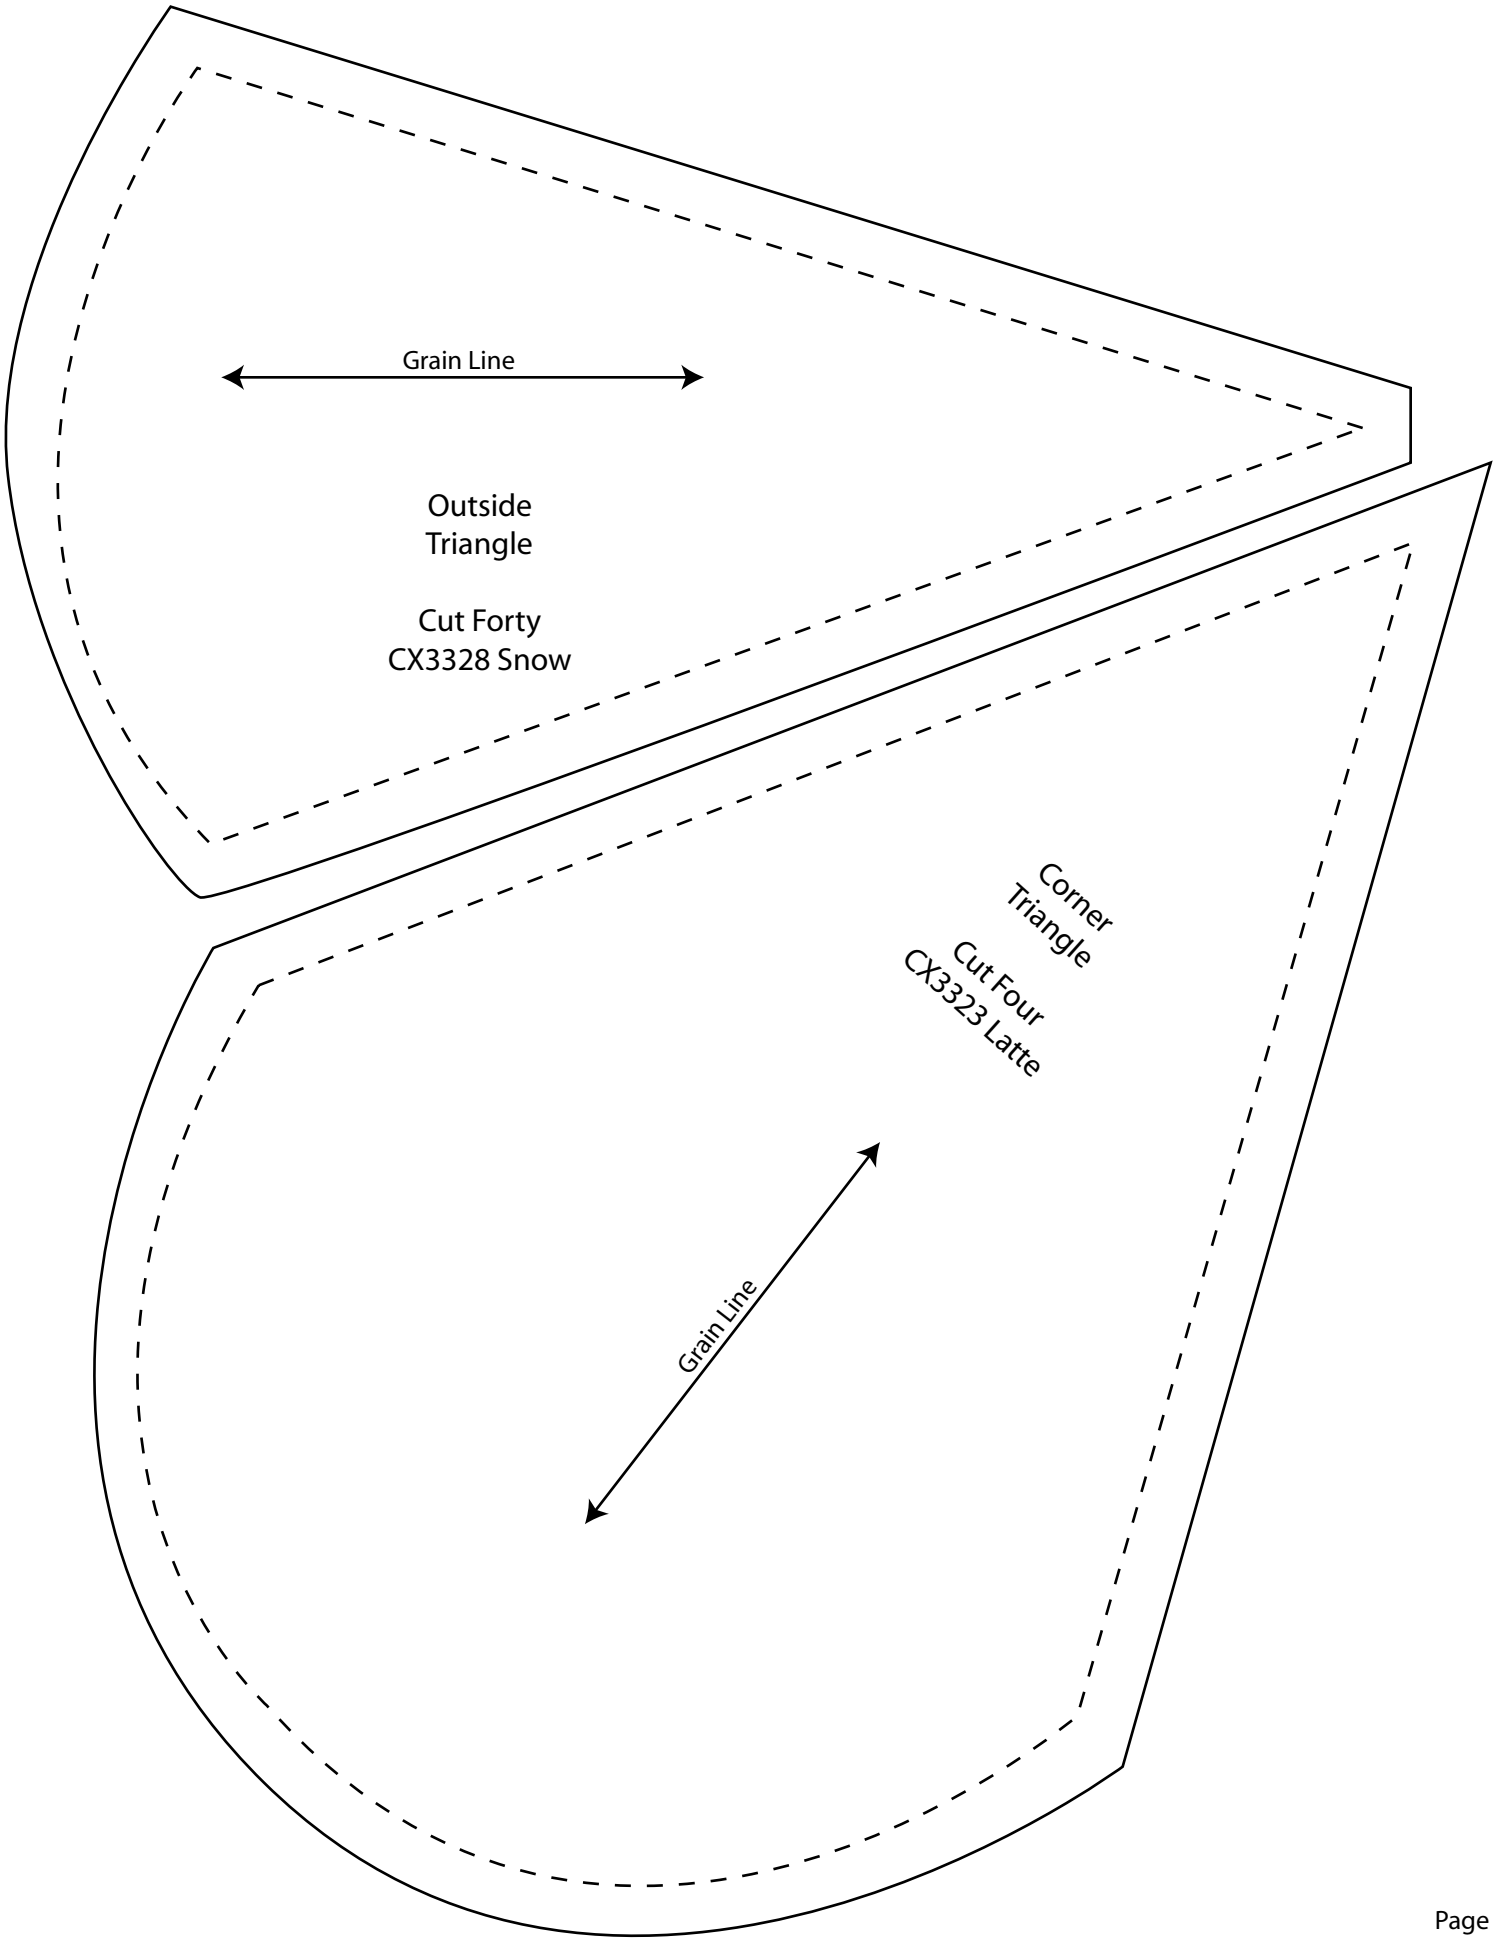 Grain Line
Outside
Triangle
Cut Forty
CX3328 Snow
Corner
Triangle
Cut Four
CX3323 Latte
Grain Line
Page